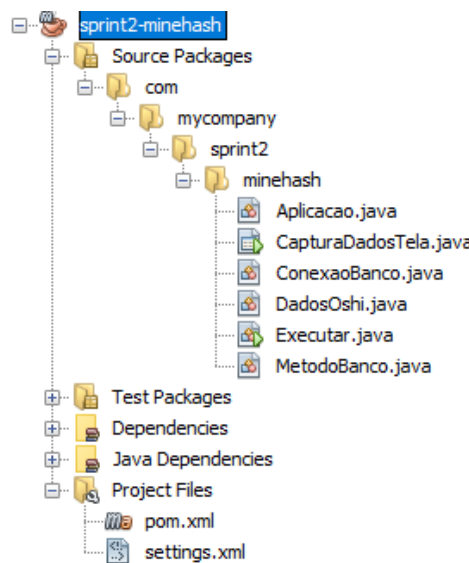 sprint2-minehash
Source Packages
com
mycompany
sprint2
minehash
Aplicacao.java
CapturaDadosTela.java
ConexaoBanco.java
DadosOshi.java
Executar.java
MetodoBanco.java
Test Packages
Dependencies
Java Dependencies
Project Files
pom.xml
settings.xml